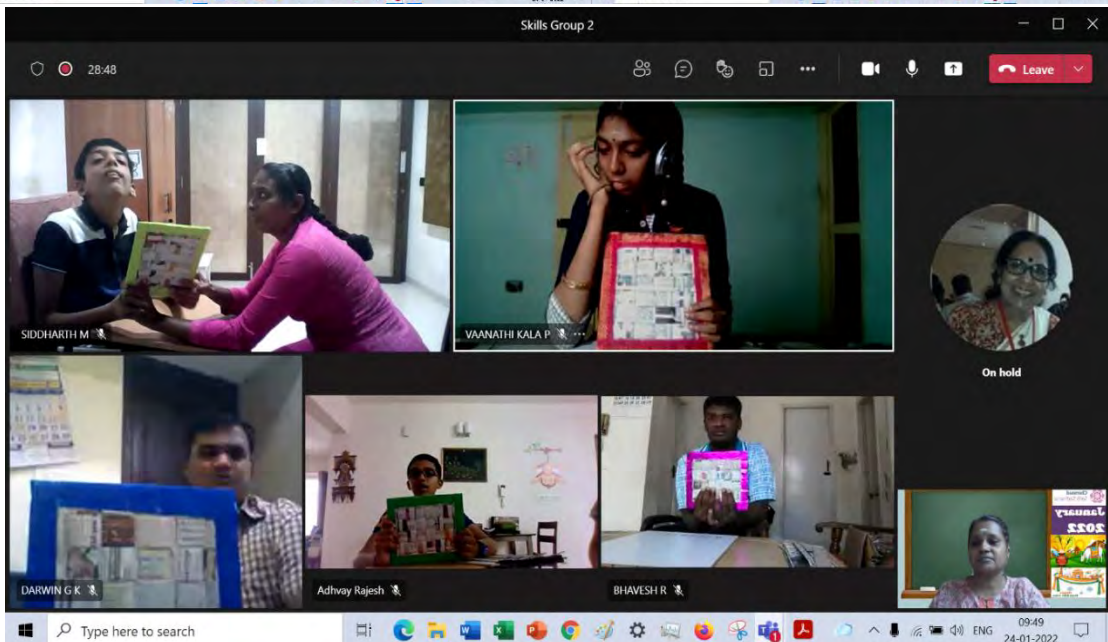 Skills Group 2
28:48
Leave
SIDDHARTH M
VAANATHI KALA P
On hold
DARWIN G K
Adhvay Rajesh
BHAVESH R
January
2022
Type here to search
ENG
09:49
24-01-2022